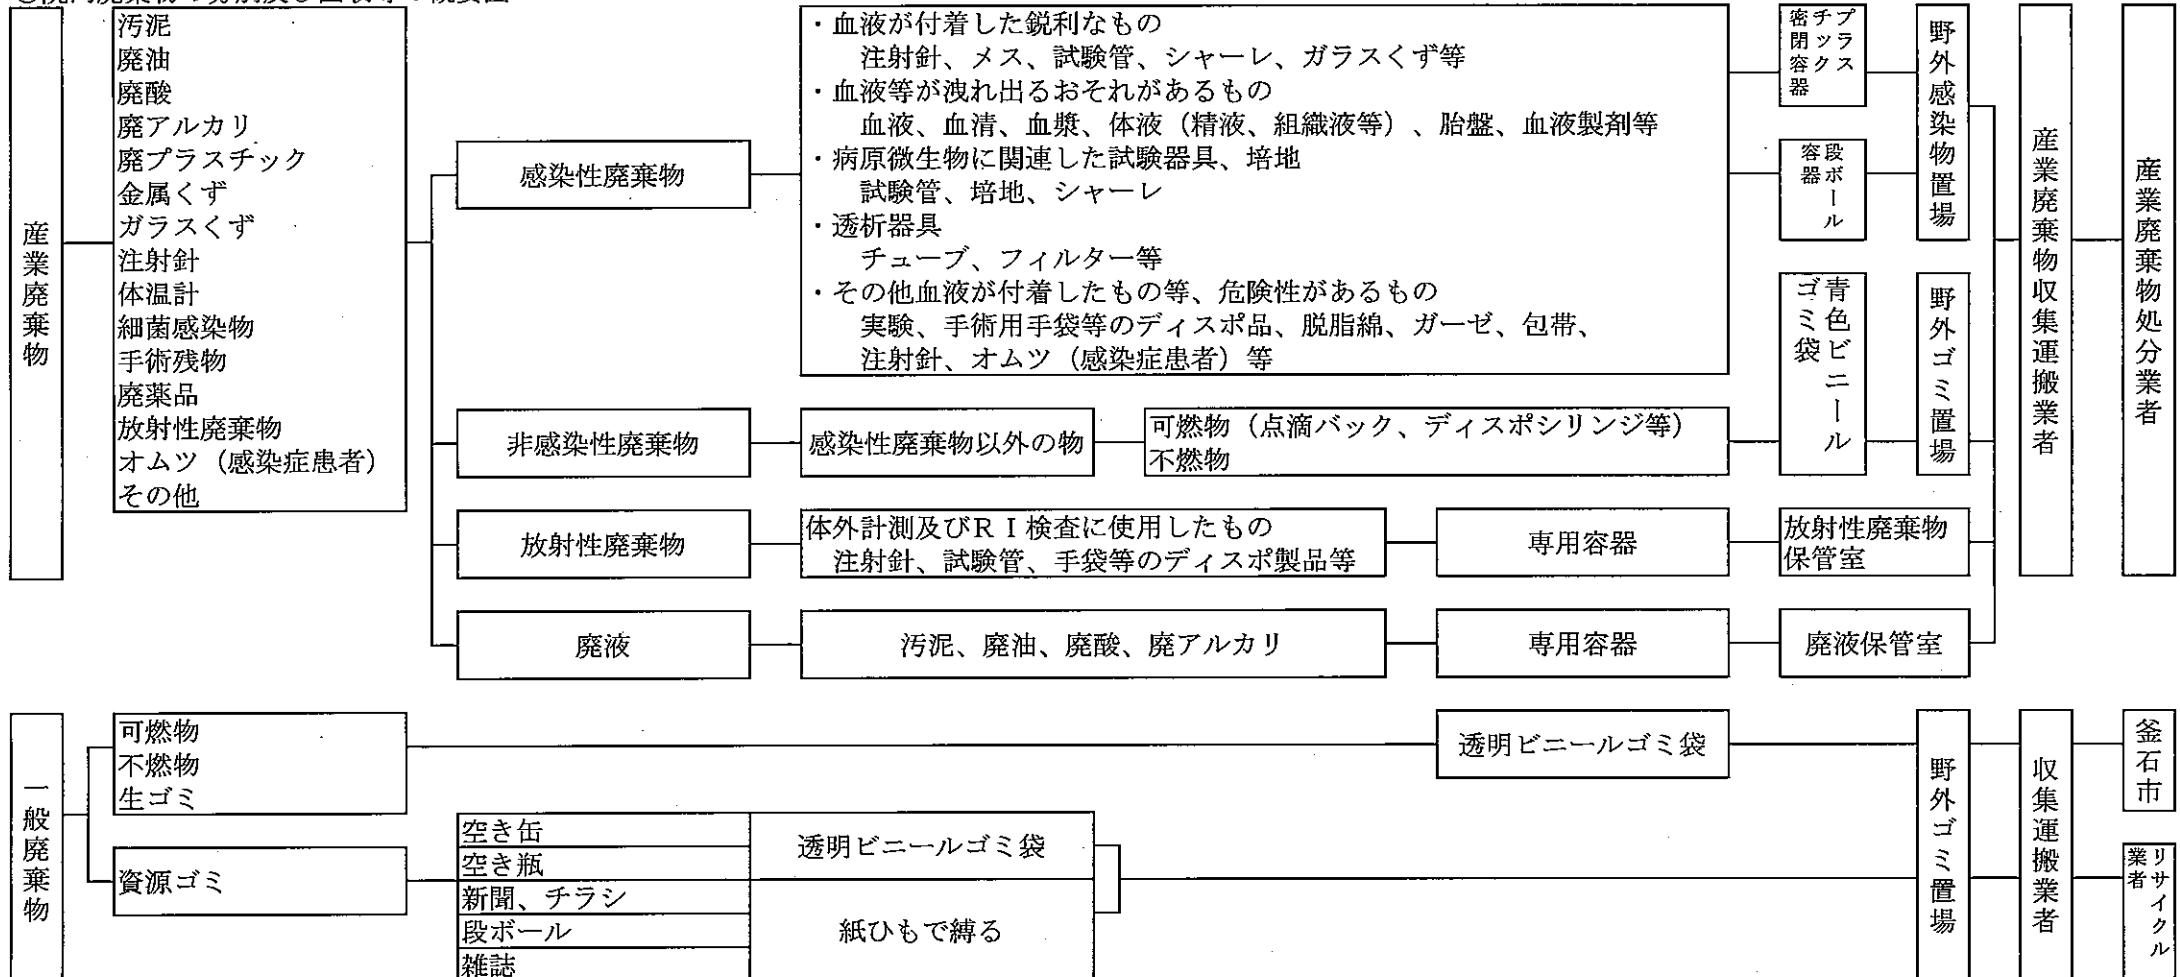 産業廃棄物
汚泥
廃油
廃酸
廃アルカリ
廃プラスチック
金属くず
ガラスくず
注射針
体温計
細菌感染物
手術残物
廃薬品
放射性廃棄物
オムツ（感染症患者）
その他
感染性廃棄物
・血液が付着した鋭利なもの
注射針、メス、試験管、シャーレ、ガラスくず等
・血液等が洩れ出るおそれがあるもの
血液、血清、血漿、体液（精液、組織液等）、胎盤、血液製剤等
・病原微生物に関連した試験器具、培地
試験管、培地、シャーレ
・透析器具
チューブ、フィルター等
・その他血液が付着したもの等、危険性があるもの
実験、手術用手袋等のディスポ品、脱脂綿、ガーゼ、包帯、
注射針、オムツ（感染症患者）等
プラス
チック
密閉容器
段ボール
容器
野外感染物置場
非感染性廃棄物
感染性廃棄物以外の物
可燃物（点滴バック、ディスポシリンジ等）
不燃物
青色ビニール
ゴミ袋
野外ゴミ置場
放射性廃棄物
体外計測及びＲＩ検査に使用したもの
注射針、試験管、手袋等のディスポ製品等
専用容器
放射性廃棄物
保管室
廃液
汚泥、廃油、廃酸、廃アルカリ
専用容器
廃液保管室
産業廃棄物収集運搬業者
産業廃棄物処分業者
一般廃棄物
可燃物
不燃物
生ゴミ
透明ビニールゴミ袋
資源ゴミ
空き缶
空き瓶
新聞、チラシ
段ボール
雑誌
透明ビニールゴミ袋
紙ひもで縛る
野外ゴミ置場
収集運搬業者
釜石市
リサイクル
業者